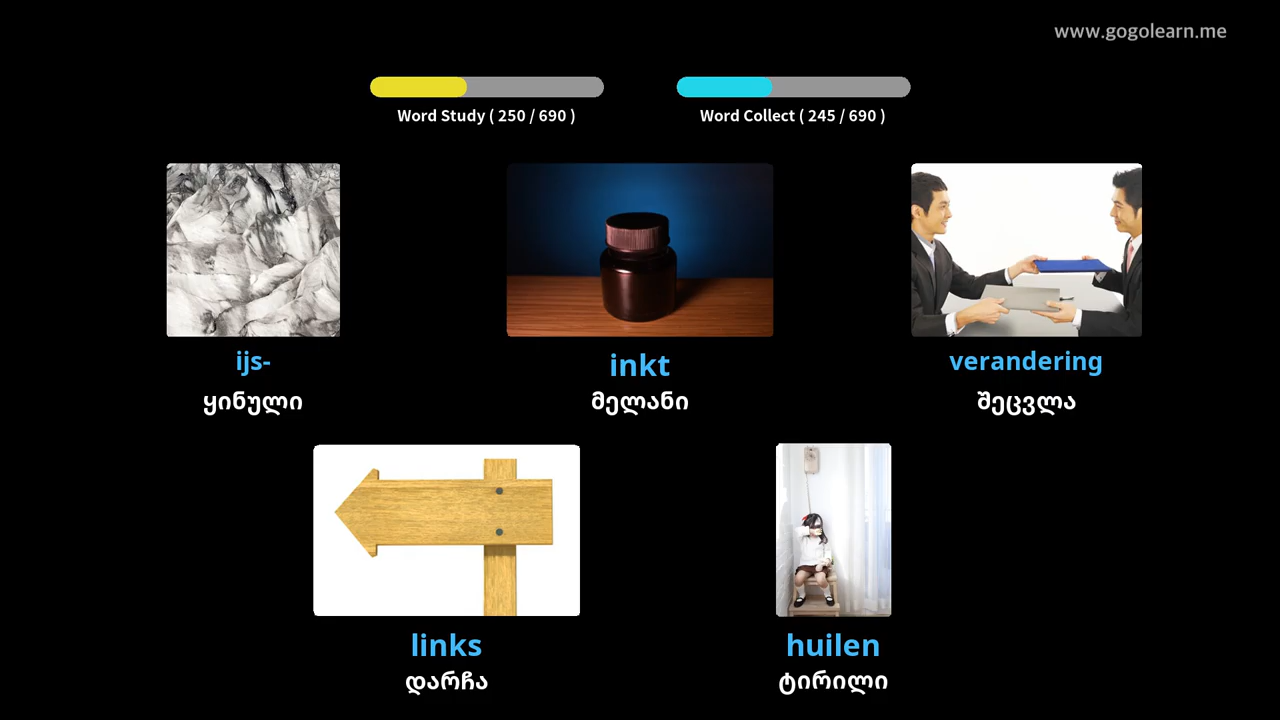 www.gogolearn.me
Word Study ( 250 / 690 )
Word Collect ( 245 / 690 )
ijs-
ყინული
inkt
მელანი
verandering
შეცვლა
links
დარჩა
huilen
ტირილი